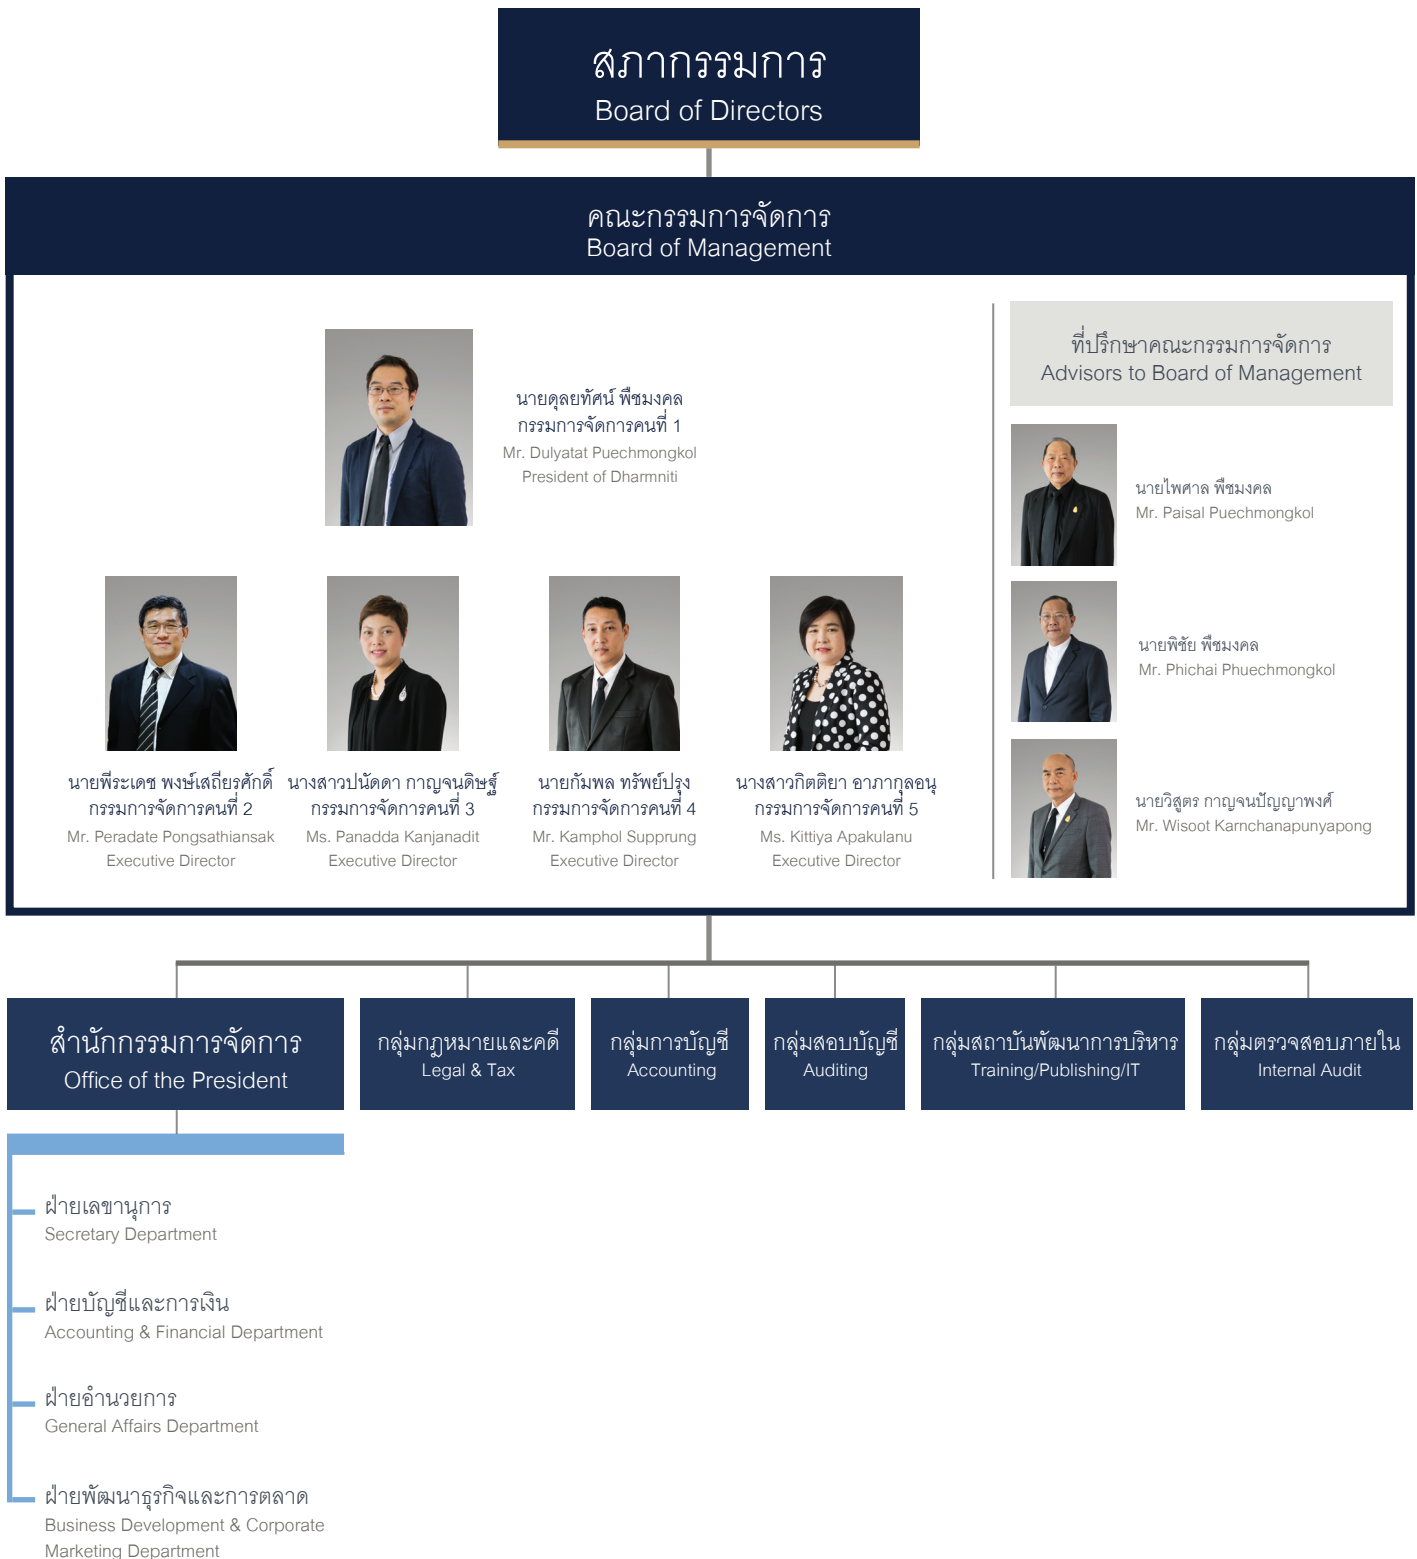 สภากรรมการ
Board of Directors
คณะกรรมการจัดการ
Board of Management
นายดุลยทัศน์ พืชมงคล
กรรมการจัดการคนที่ 1
Mr. Dulyatat Puechmongkol
President of Dharmniti
นายพีระเดช พงษ์เสถียรศักดิ์
กรรมการจัดการคนที่ 2
Mr. Peradate Pongsathiansak
Executive Director
นางสาวปนัดดา กาญจนดิษฐ์
กรรมการจัดการคนที่ 3
Ms. Panadda Kanjanadit
Executive Director
นายกัมพล ทรัพย์ปรุง
กรรมการจัดการคนที่ 4
Mr. Kamphol Supprung
Executive Director
นางสาวกิตติยา อาภากุลอนุ
กรรมการจัดการคนที่ 5
Ms. Kittiya Apakulanu
Executive Director
ที่ปรึกษาคณะกรรมการจัดการ
Advisors to Board of Management
นายไพศาล พืชมงคล
Mr. Paisal Puechmongkol
นายพิชัย พืชมงคล
Mr. Phichai Phuechmongkol
นายวิสูตร กาญจนปัญญาพงศ์
Mr. Wisoot Karnchanapunyapong
สำนักกรรมการจัดการ
Office of the President
กลุ่มกฎหมายและคดี
Legal & Tax
กลุ่มการบัญชี
Accounting
กลุ่มสอบบัญชี
Auditing
กลุ่มสถาบันพัฒนาการบริหาร
Training/Publishing/IT
กลุ่มตรวจสอบภายใน
Internal Audit
ฝ่ายเลขานุการ
Secretary Department
ฝ่ายบัญชีและการเงิน
Accounting & Financial Department
ฝ่ายอำนวยการ
General Affairs Department
ฝ่ายพัฒนาธุรกิจและการตลาด
Business Development & Corporate
Marketing Department